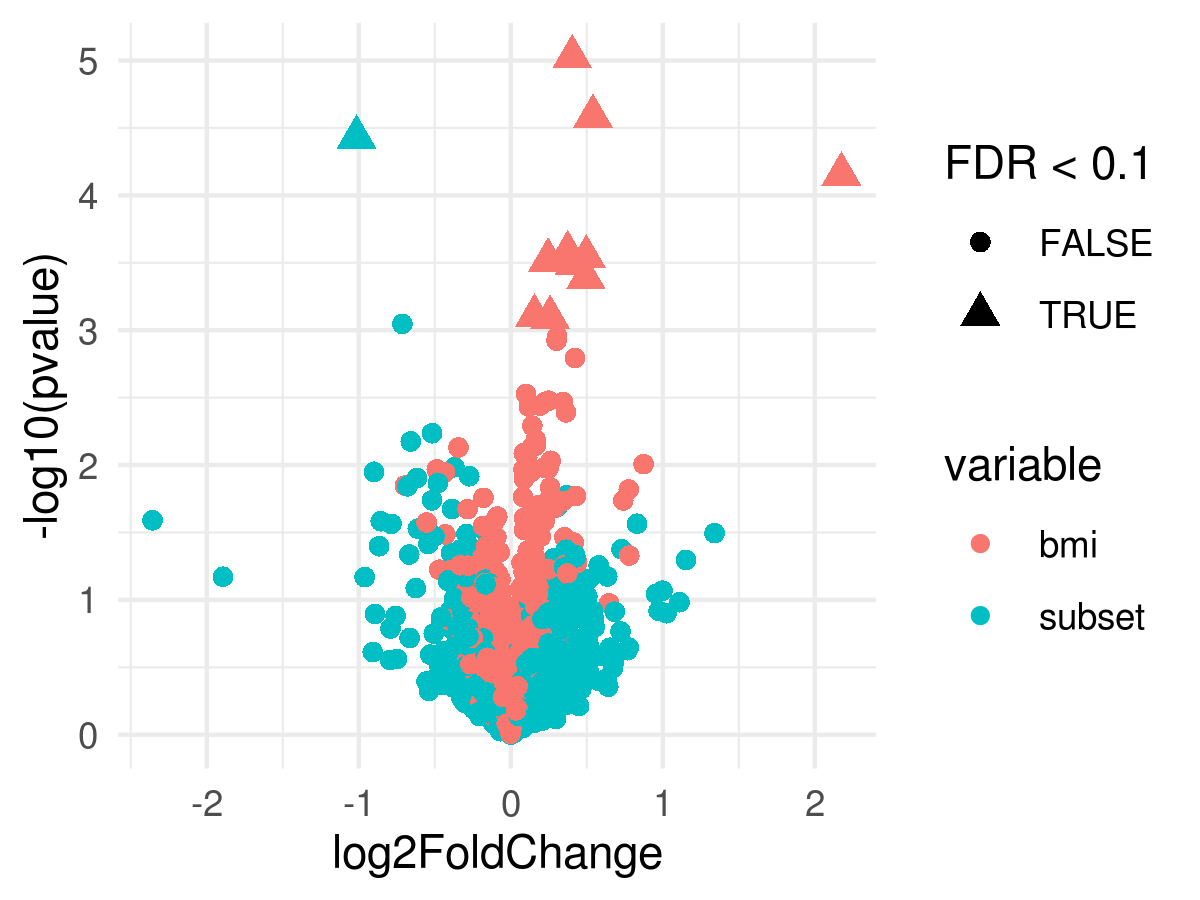 5
4
3
2
1
0
-log10(pvalue)
-2
-1
0
1
2
log2FoldChange
FDR < 0.1
FALSE
TRUE
variable
bmi
subset